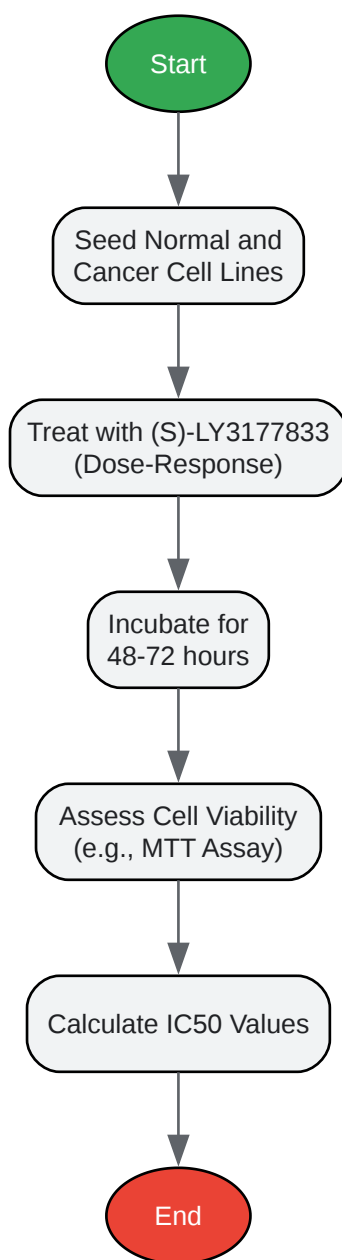 Start
Seed Normal and
Cancer Cell Lines
Treat with (S)-LY3177833
(Dose-Response)
Incubate for
48-72 hours
Assess Cell Viability
(e.g., MTT Assay)
Calculate IC50 Values
End